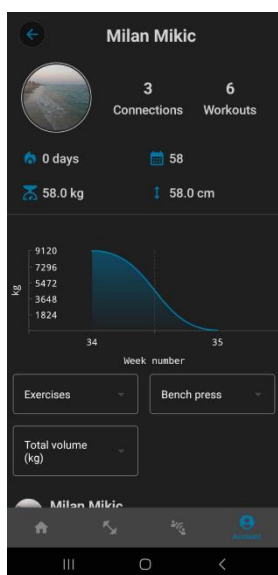 Milan Mikic
3 6
Connections Workouts
0 days 58
58.0 kg 58.0 cm
9120
7296
5472
3648
1824
kg
34 35
Week number
Exercises Bench press
Total volume
(kg)
Milan Mikic
Account